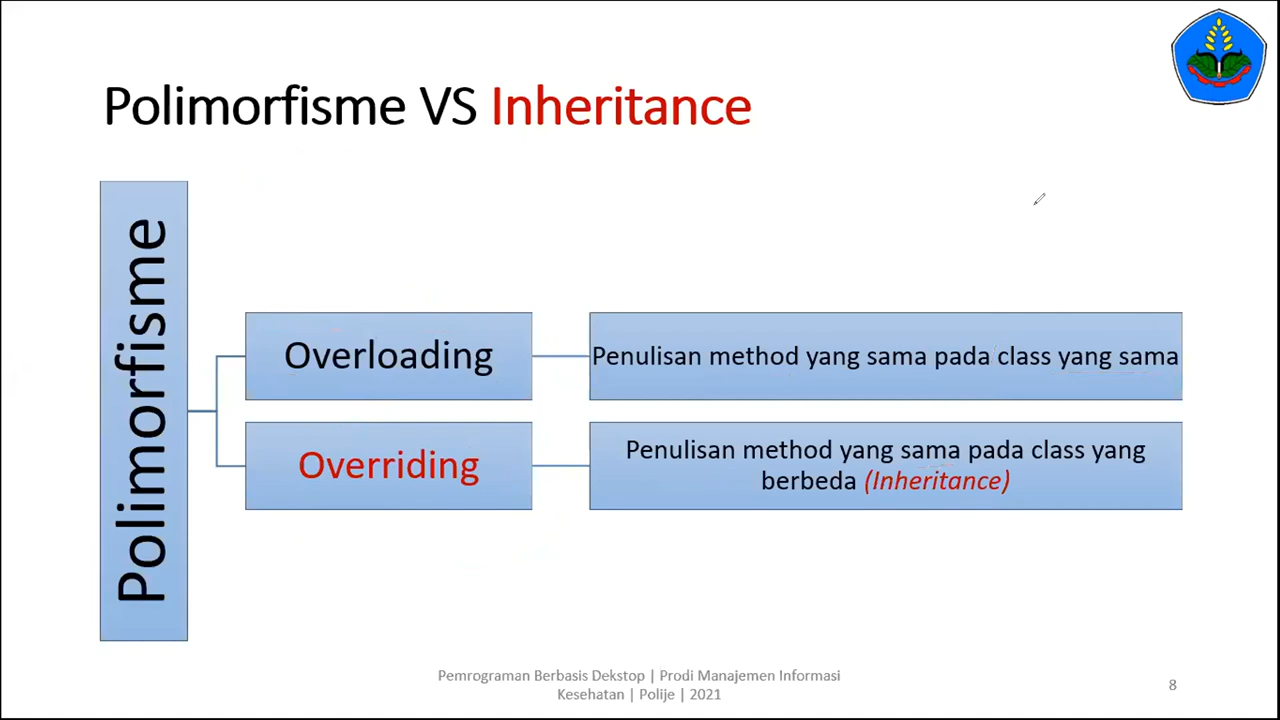 Polimorfisme VS Inheritance
Polimorfisme
Overloading
Penulisan method yang sama pada class yang sama
Overriding
Penulisan method yang sama pada class yang
berbeda (Inheritance)
Pemrograman Berbasis Dekstop | Prodi Manajemen Informasi
Kesehatan | Polije | 2021
8